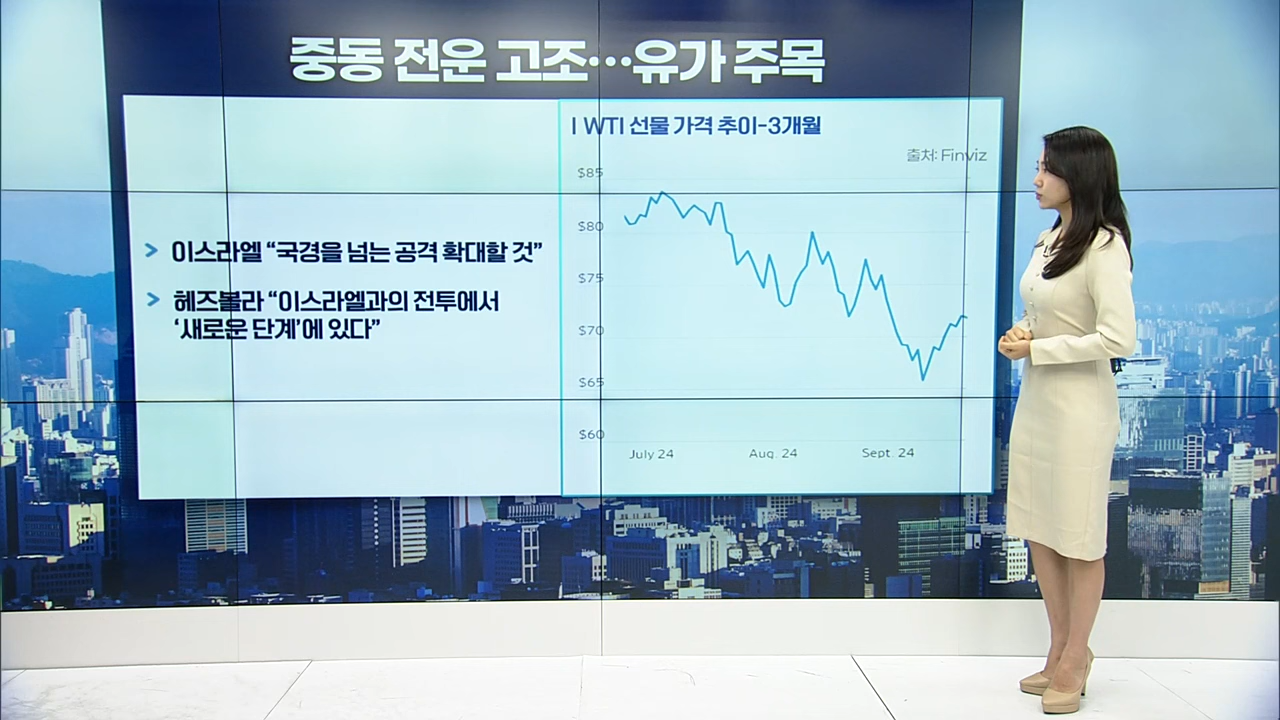 중동 전운 고조…유가 주목
> 이스라엘 “국경을 넘는 공격 확대할 것”
> 헤즈볼라 “이스라엘과의 전투에서
‘새로운 단계’에 있다”
| WTI 선물 가격 추이-3개월
출처: Finviz
$85
$80
$75
$70
$65
$60
July 24 Aug. 24 Sept. 24